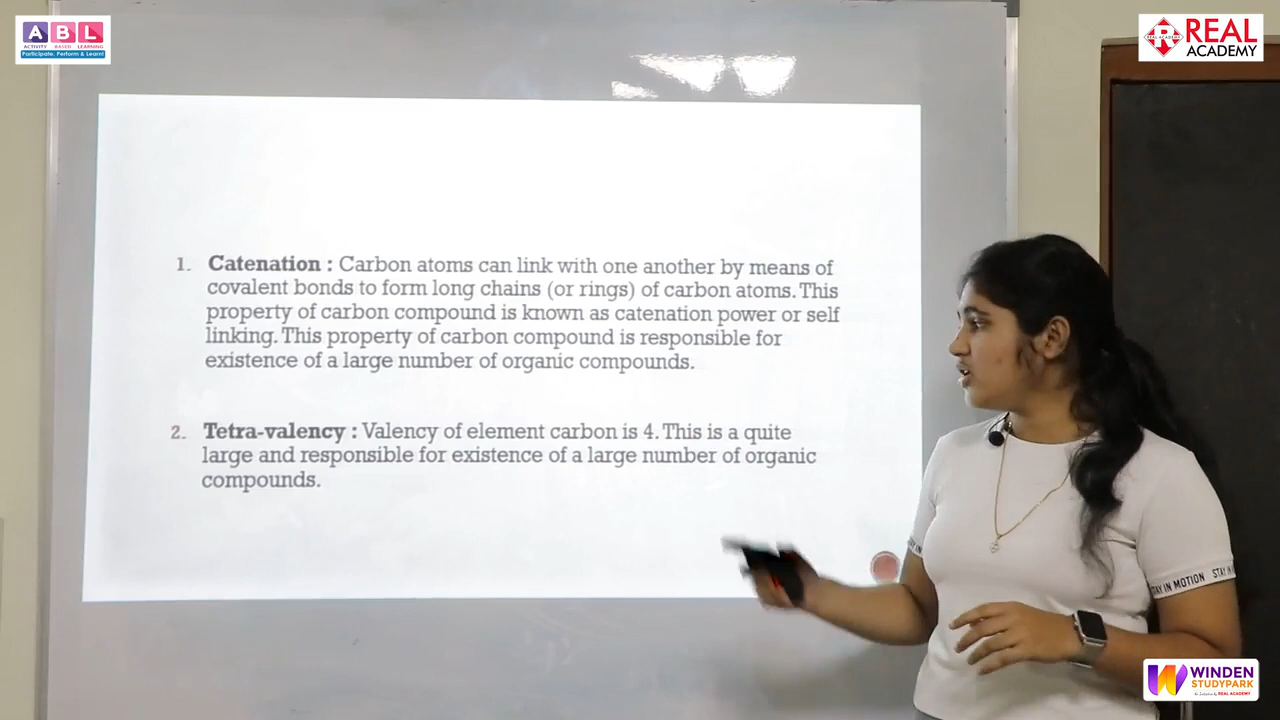 ABL
ACTIVITY BASED LEARNING
Participate, Perform & Learn!
REAL
ACADEMY
1. Catenation : Carbon atoms can link with one another by means of
covalent bonds to form long chains (or rings) of carbon atoms. This
property of carbon compound is known as catenation power or self
linking. This property of carbon compound is responsible for
existence of a large number of organic compounds.
2. Tetra-valency : Valency of element carbon is 4. This is a quite
large and responsible for existence of a large number of organic
compounds.
STAY IN MOTION STAY IN
WINDEN
STUDYPARK
REAL ACADEMY